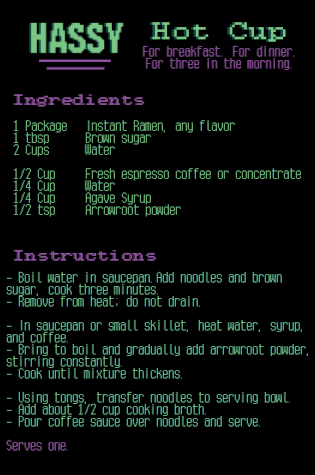 HASSY Hot Cup
For breakfast. For dinner.
For three in the morning.
Ingredients
1 Package Instant Ramen, any flavor
1 tbsp Brown sugar
2 Cups Water
1/2 Cup Fresh espresso coffee or concentrate
1/4 Cup Water
1/4 Cup Agave Syrup
1/2 tsp Arrowroot powder
Instructions
- Boil water in saucepan. Add noodles and brown
sugar, cook three minutes.
- Remove from heat; do not drain.
- In saucepan or small skillet, heat water, syrup,
and coffee.
- Bring to boil and gradually add arrowroot powder,
stirring constantly.
- Cook until mixture thickens.
- Using tongs, transfer noodles to serving bowl.
- Add about 1/2 cup cooking broth.
- Pour coffee sauce over noodles and serve.
Serves one.